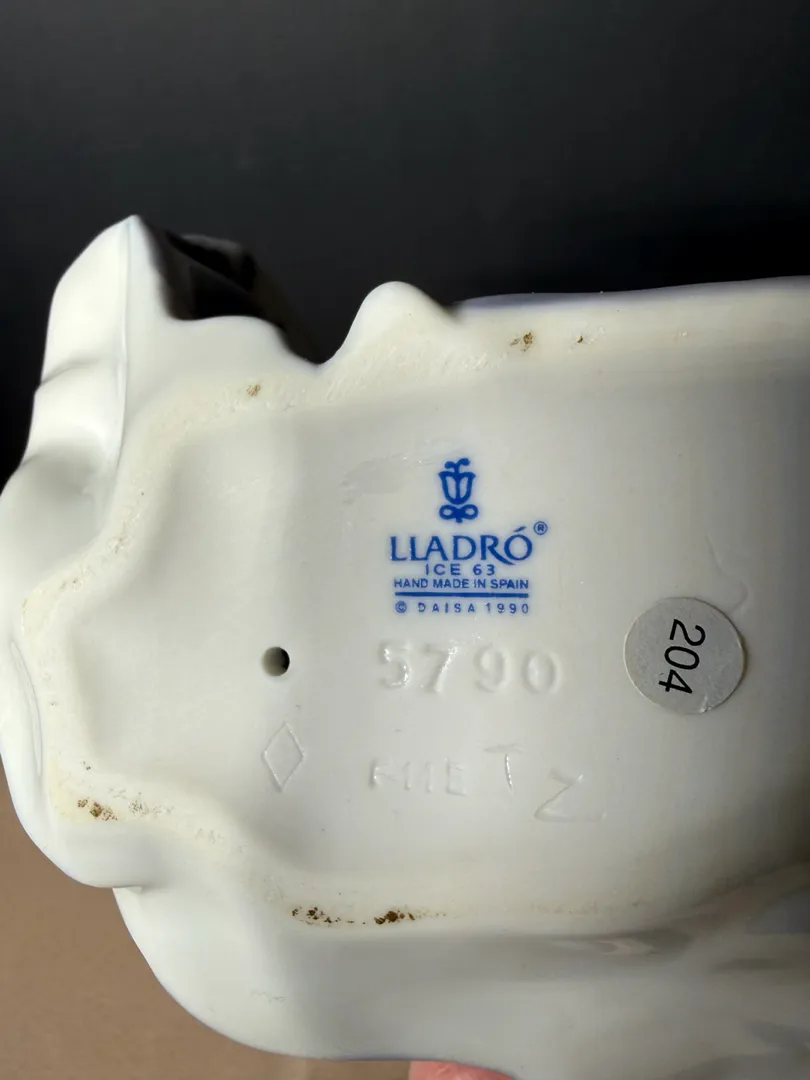 LLADRÓ®
ICE 63
HAND MADE IN SPAIN
© DAISA 1990
5790
204